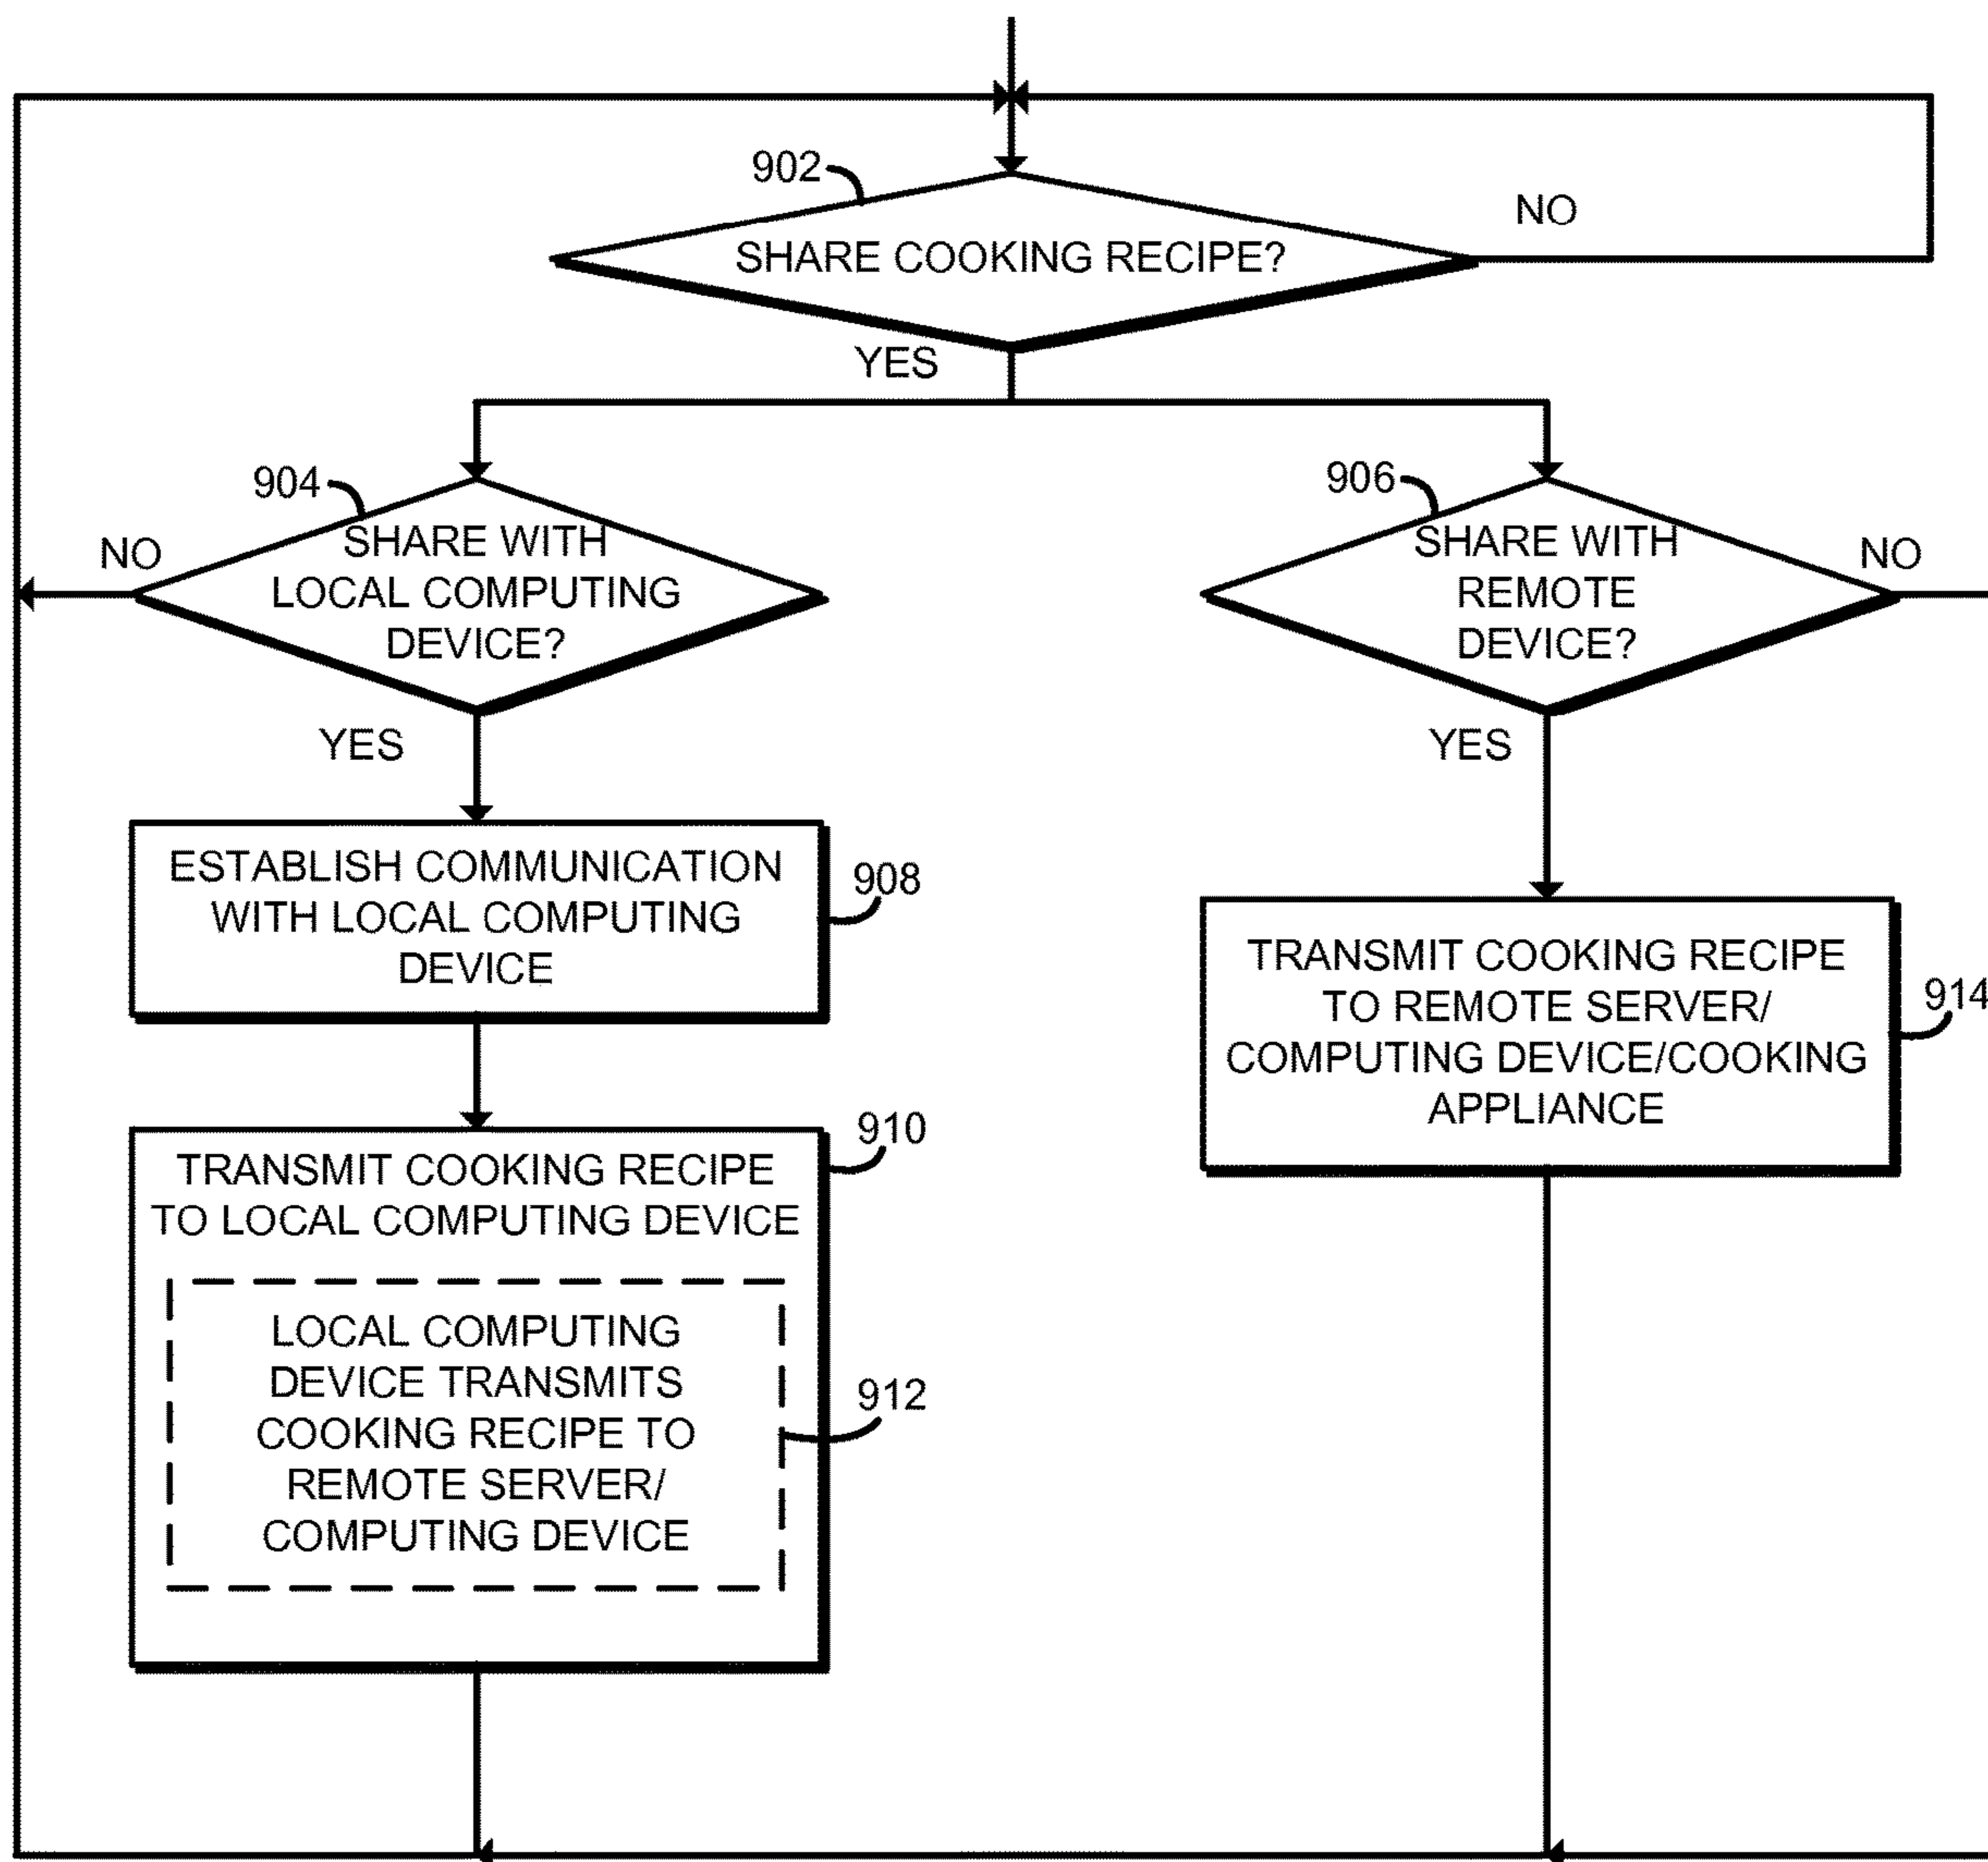 902
NO
SHARE COOKING RECIPE?
YES
904
906
NO
SHARE WITH
LOCAL COMPUTING
DEVICE?
SHARE WITH
REMOTE
DEVICE?
NO
YES
YES
ESTABLISH COMMUNICATION
WITH LOCAL COMPUTING
DEVICE
908
TRANSMIT COOKING RECIPE
TO REMOTE SERVER/
COMPUTING DEVICE/COOKING
APPLIANCE
914
TRANSMIT COOKING RECIPE
TO LOCAL COMPUTING DEVICE
910
LOCAL COMPUTING
DEVICE TRANSMITS
COOKING RECIPE TO
REMOTE SERVER/
COMPUTING DEVICE
912